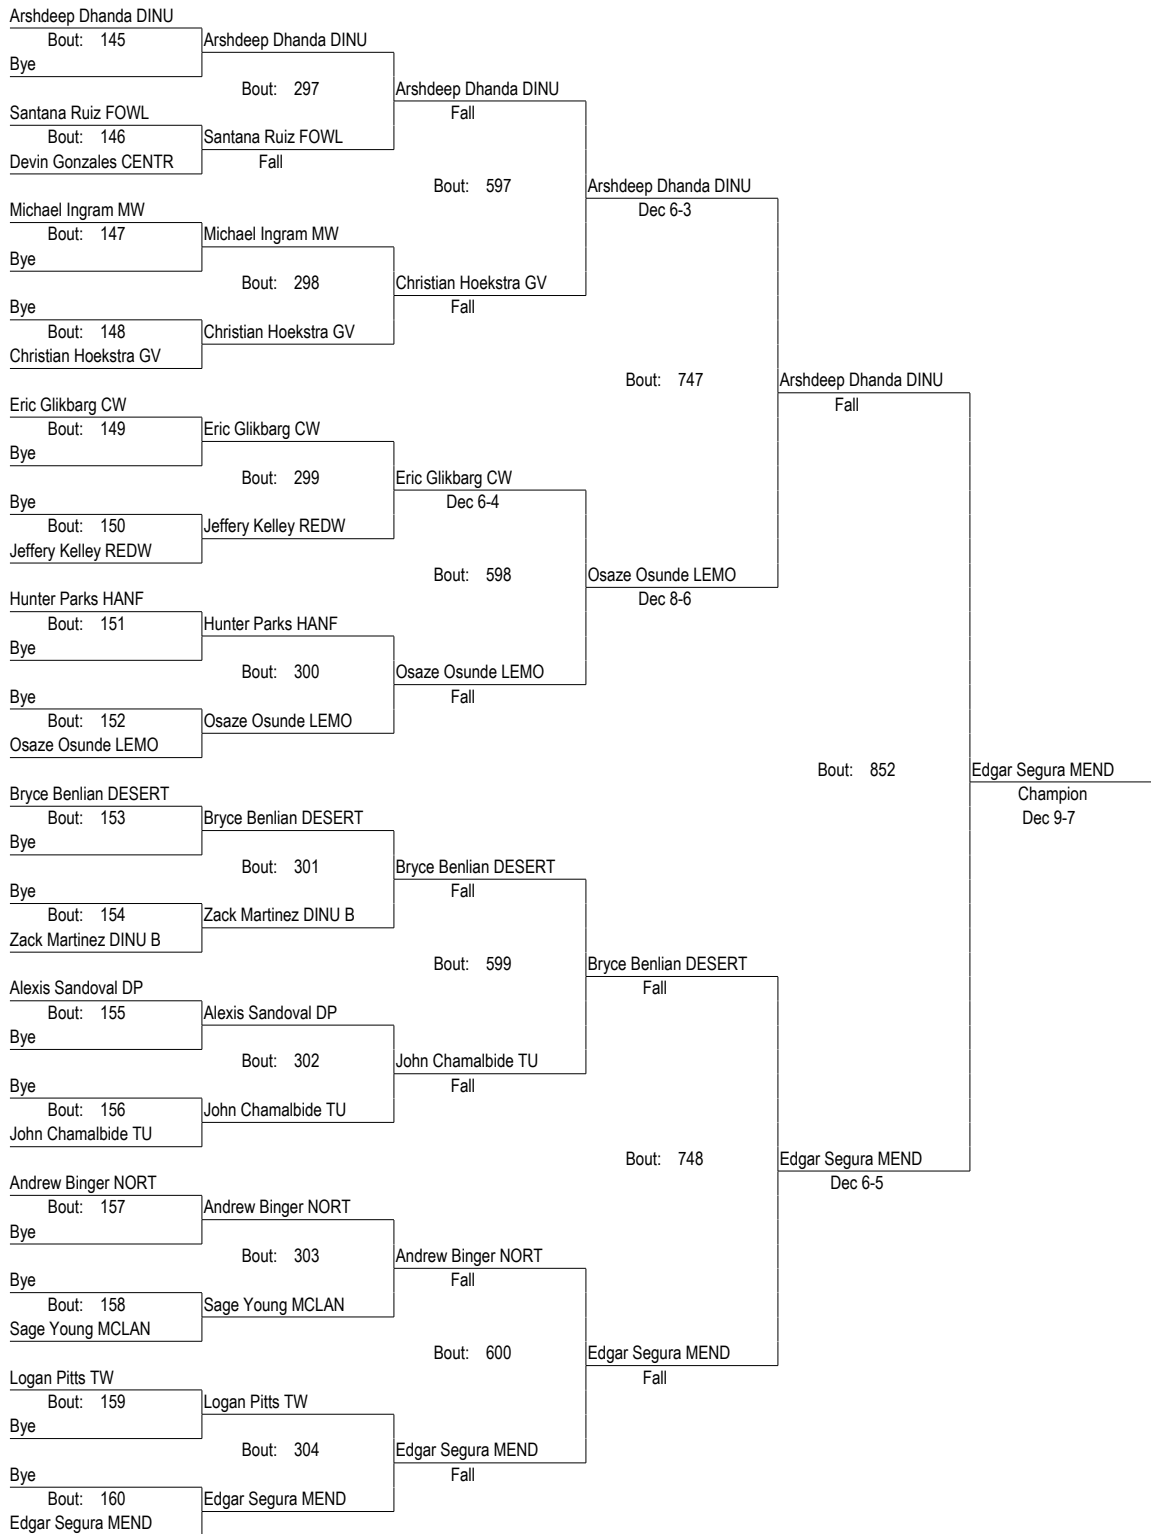 Arshdeep Dhanda DINU
Bout: 145
Arshdeep Dhanda DINU
Bye
Bout: 297
Arshdeep Dhanda DINU
Santana Ruiz FOWL
Fall
Bout: 146
Santana Ruiz FOWL
Devin Gonzales CENTR
Fall
Bout: 597
Arshdeep Dhanda DINU
Michael Ingram MW
Dec 6-3
Bout: 147
Michael Ingram MW
Bye
Bout: 298
Christian Hoekstra GV
Bye
Fall
Bout: 148
Christian Hoekstra GV
Christian Hoekstra GV
Bout: 747
Arshdeep Dhanda DINU
Eric Glikbarg CW
Fall
Bout: 149
Eric Glikbarg CW
Bye
Bout: 299
Eric Glikbarg CW
Bye
Dec 6-4
Bout: 150
Jeffery Kelley REDW
Jeffery Kelley REDW
Bout: 598
Osaze Osunde LEMO
Hunter Parks HANF
Dec 8-6
Bout: 151
Hunter Parks HANF
Bye
Bout: 300
Osaze Osunde LEMO
Bye
Fall
Bout: 152
Osaze Osunde LEMO
Osaze Osunde LEMO
Bout: 852
Edgar Segura MEND
Bryce Benlian DESERT
Champion
Bout: 153
Bryce Benlian DESERT
Dec 9-7
Bye
Bout: 301
Bryce Benlian DESERT
Bye
Fall
Bout: 154
Zack Martinez DINU B
Zack Martinez DINU B
Bout: 599
Bryce Benlian DESERT
Alexis Sandoval DP
Fall
Bout: 155
Alexis Sandoval DP
Bye
Bout: 302
John Chamalbide TU
Bye
Fall
Bout: 156
John Chamalbide TU
John Chamalbide TU
Bout: 748
Edgar Segura MEND
Andrew Binger NORT
Dec 6-5
Bout: 157
Andrew Binger NORT
Bye
Bout: 303
Andrew Binger NORT
Bye
Fall
Bout: 158
Sage Young MCLAN
Sage Young MCLAN
Bout: 600
Edgar Segura MEND
Logan Pitts TW
Fall
Bout: 159
Logan Pitts TW
Bye
Bout: 304
Edgar Segura MEND
Bye
Fall
Bout: 160
Edgar Segura MEND
Edgar Segura MEND